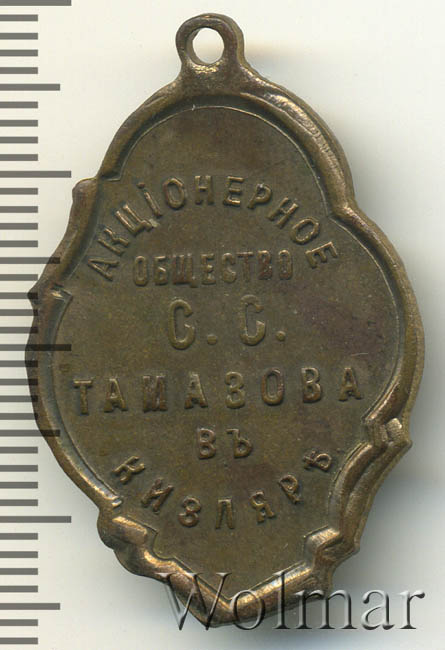 АКЦІОНЕРНОЕ
ОБЩЕСТВО
С. С.
ТАМАЗОВА
ВЪ
КИЗЛЯРѢ
Wolmar